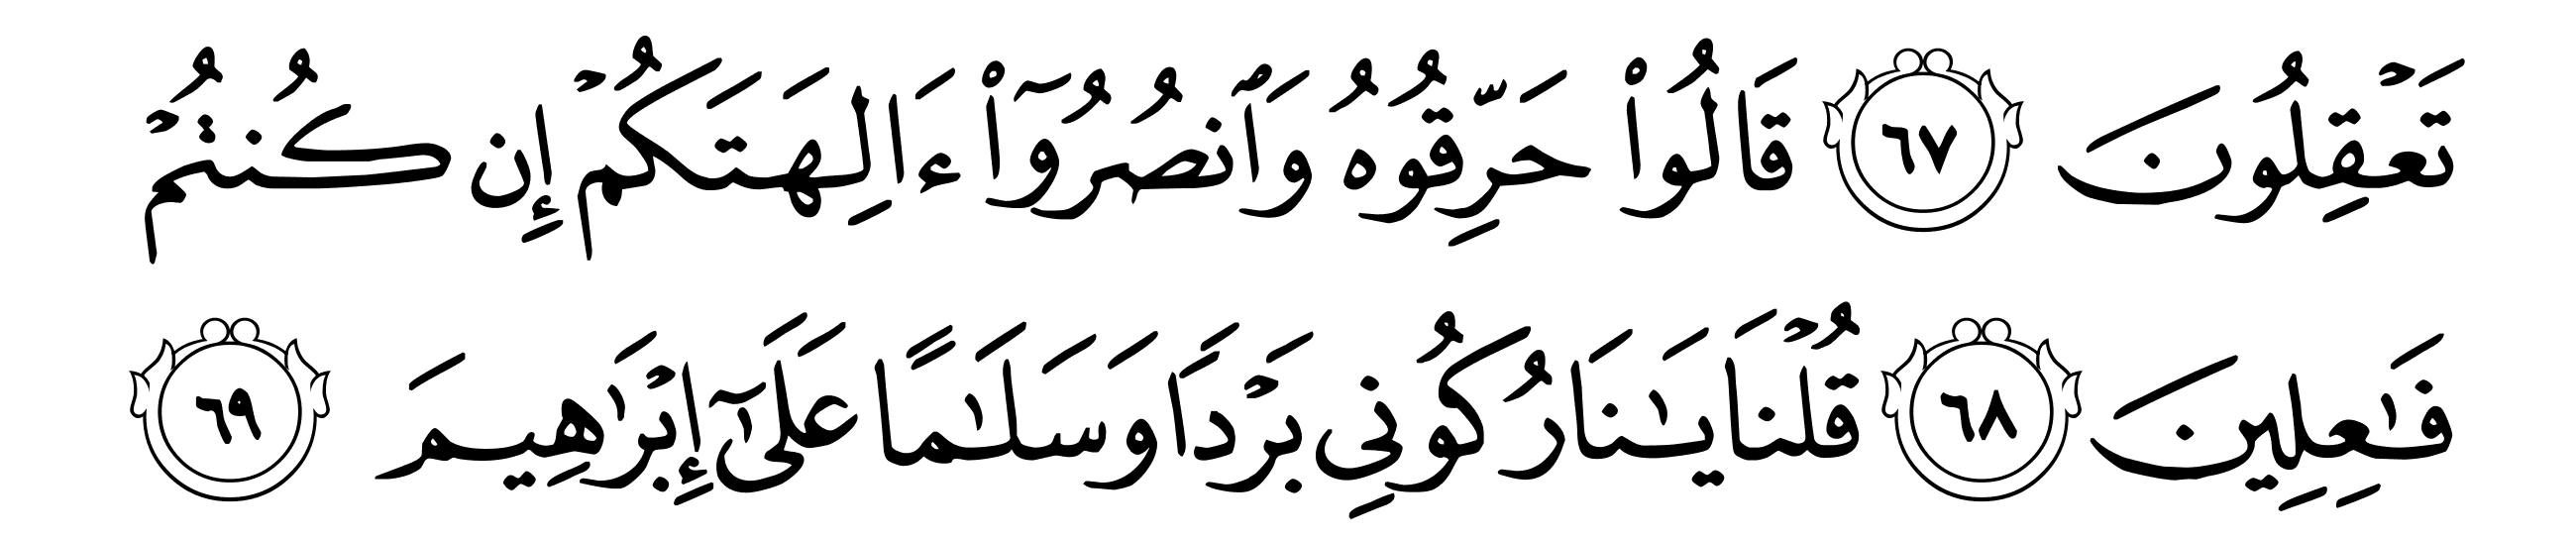 تَعْقِلُونَ ٦٧ قَالُوا۟ حَرِّقُوهُ وَٱنصُرُوٓا۟ ءَالِهَتَكُمْ إِن كُنتُمْ
فَـٰعِلِينَ ٦٨ قُلْنَا يَـٰنَارُ كُونِى بَرْدًا وَسَلَـٰمًا عَلَىٰٓ إِبْرَٰهِيمَ ٦٩